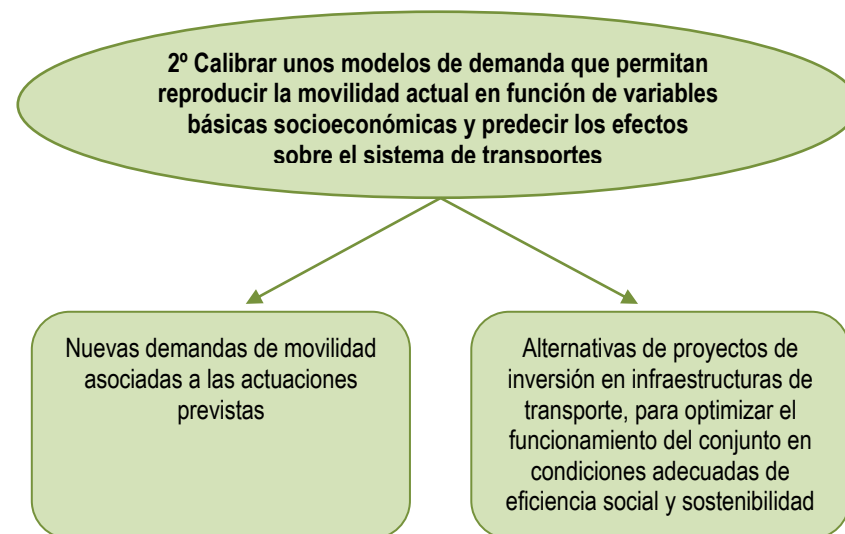 2º Calibrar unos modelos de demanda que permitan
reproducir la movilidad actual en función de variables
básicas socioeconómicas y predecir los efectos
sobre el sistema de transportes
Nuevas demandas de movilidad
asociadas a las actuaciones
previstas
Alternativas de proyectos de
inversión en infraestructuras de
transporte, para optimizar el
funcionamiento del conjunto en
condiciones adecuadas de
eficiencia social y sostenibilidad